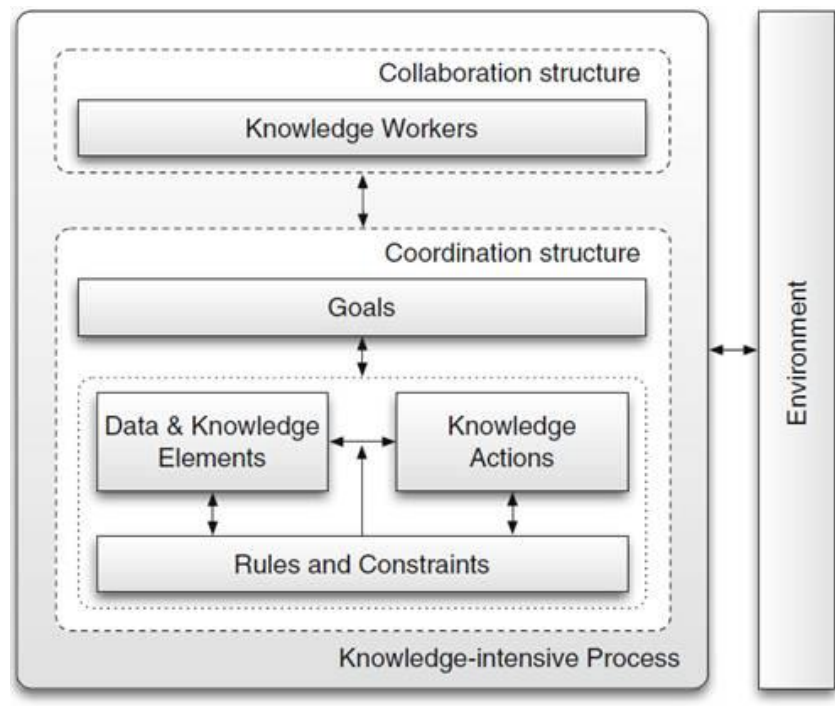 Collaboration structure
Knowledge Workers
Coordination structure
Goals
Data & Knowledge
Elements
Knowledge
Actions
Rules and Constraints
Knowledge-intensive Process
Environment